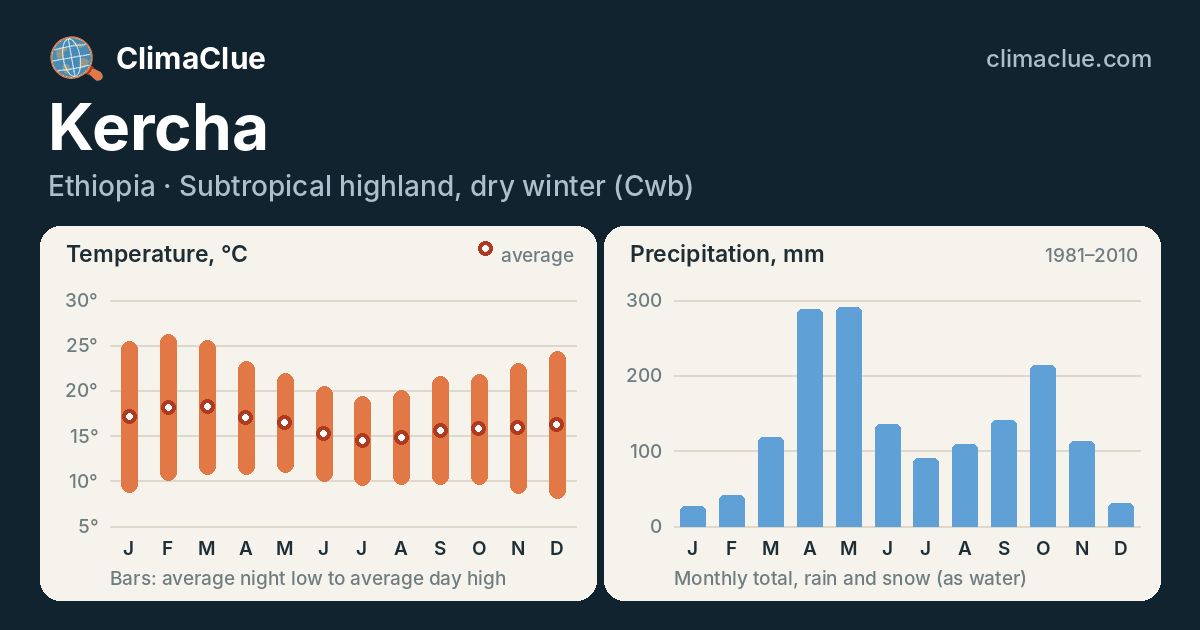 ClimaClue
climaclue.com
Kercha
Ethiopia · Subtropical highland, dry winter (Cwb)
Temperature, °C
average
30°
25°
20°
15°
10°
5°
J F M A M J J A S O N D
Bars: average night low to average day high
Precipitation, mm
1981–2010
300
200
100
0
J F M A M J J A S O N D
Monthly total, rain and snow (as water)